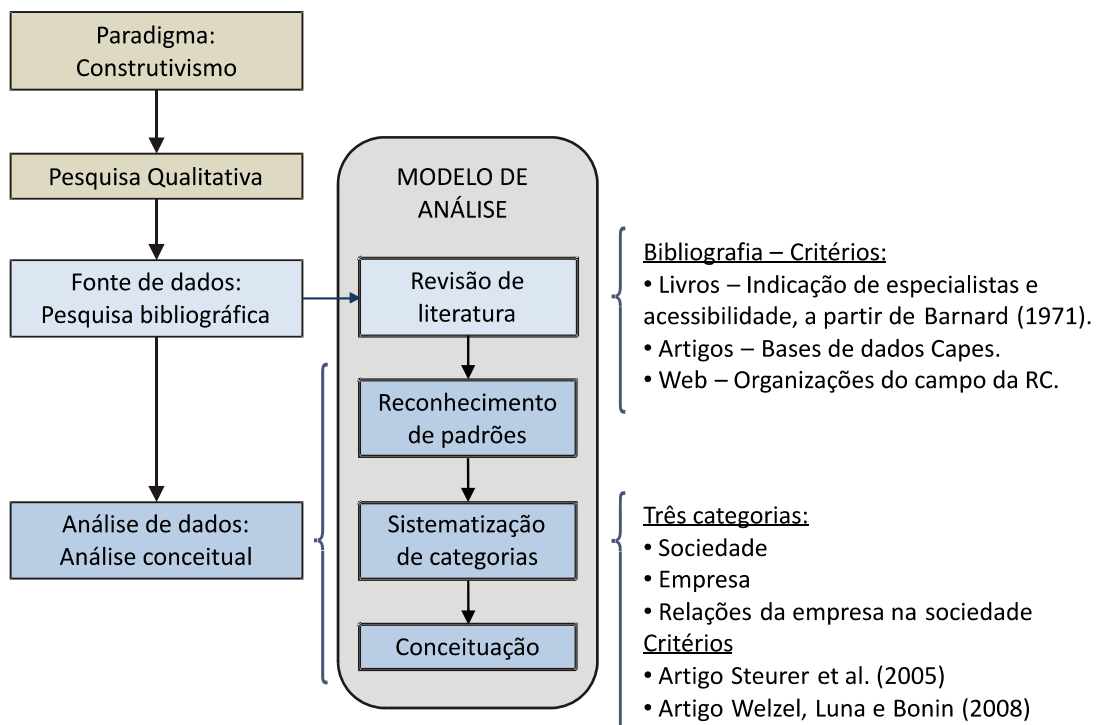 Paradigma:
Construtivismo
Pesquisa Qualitativa
Fonte de dados:
Pesquisa bibliográfica
Análise de dados:
Análise conceitual
MODELO DE
ANÁLISE
Revisão de
literatura
Reconhecimento
de padrões
Sistematização
de categorias
Conceituação
Bibliografia – Critérios:
• Livros – Indicação de especialistas e
acessibilidade, a partir de Barnard (1971).
• Artigos – Bases de dados Capes.
• Web – Organizações do campo da RC.
Três categorias:
• Sociedade
• Empresa
• Relações da empresa na sociedade
Critérios
• Artigo Steurer et al. (2005)
• Artigo Welzel, Luna e Bonin (2008)